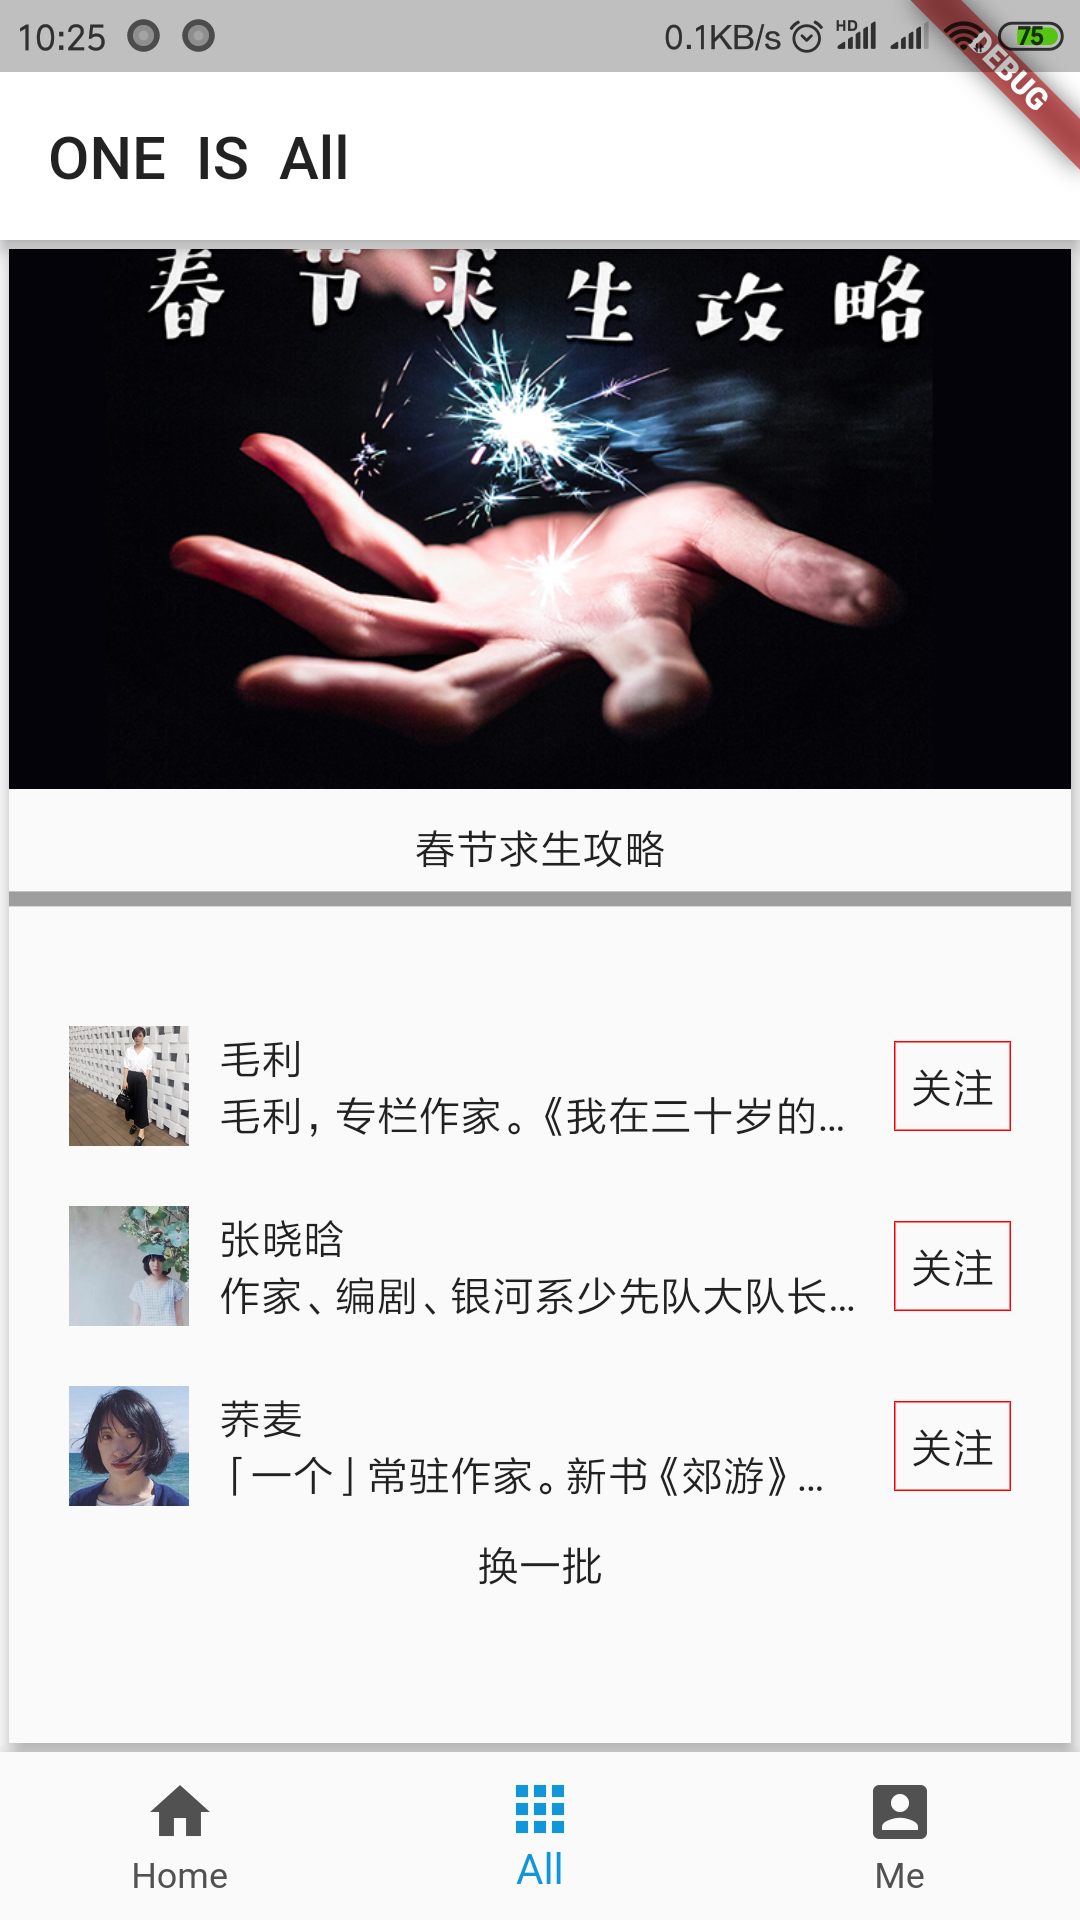 10:25
0.1KB/s
HD
75
DEBUG
ONE IS All
春节求生攻略
春节求生攻略
毛利
毛利，专栏作家。《我在三十岁的...
关注
张晓晗
作家、编剧、银河系少先队大队长...
关注
荞麦
「一个」常驻作家。新书《郊游》...
关注
换一批
Home
All
Me